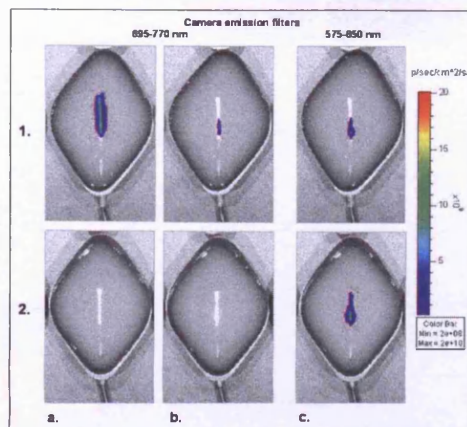 Camera emission filters
695-770 nm 575-650 nm
p/sec/cm^2/s
20
1.
15
10
5
2.
Color Bar
Min = 2e+08
Max = 2e+10
a. b. c.